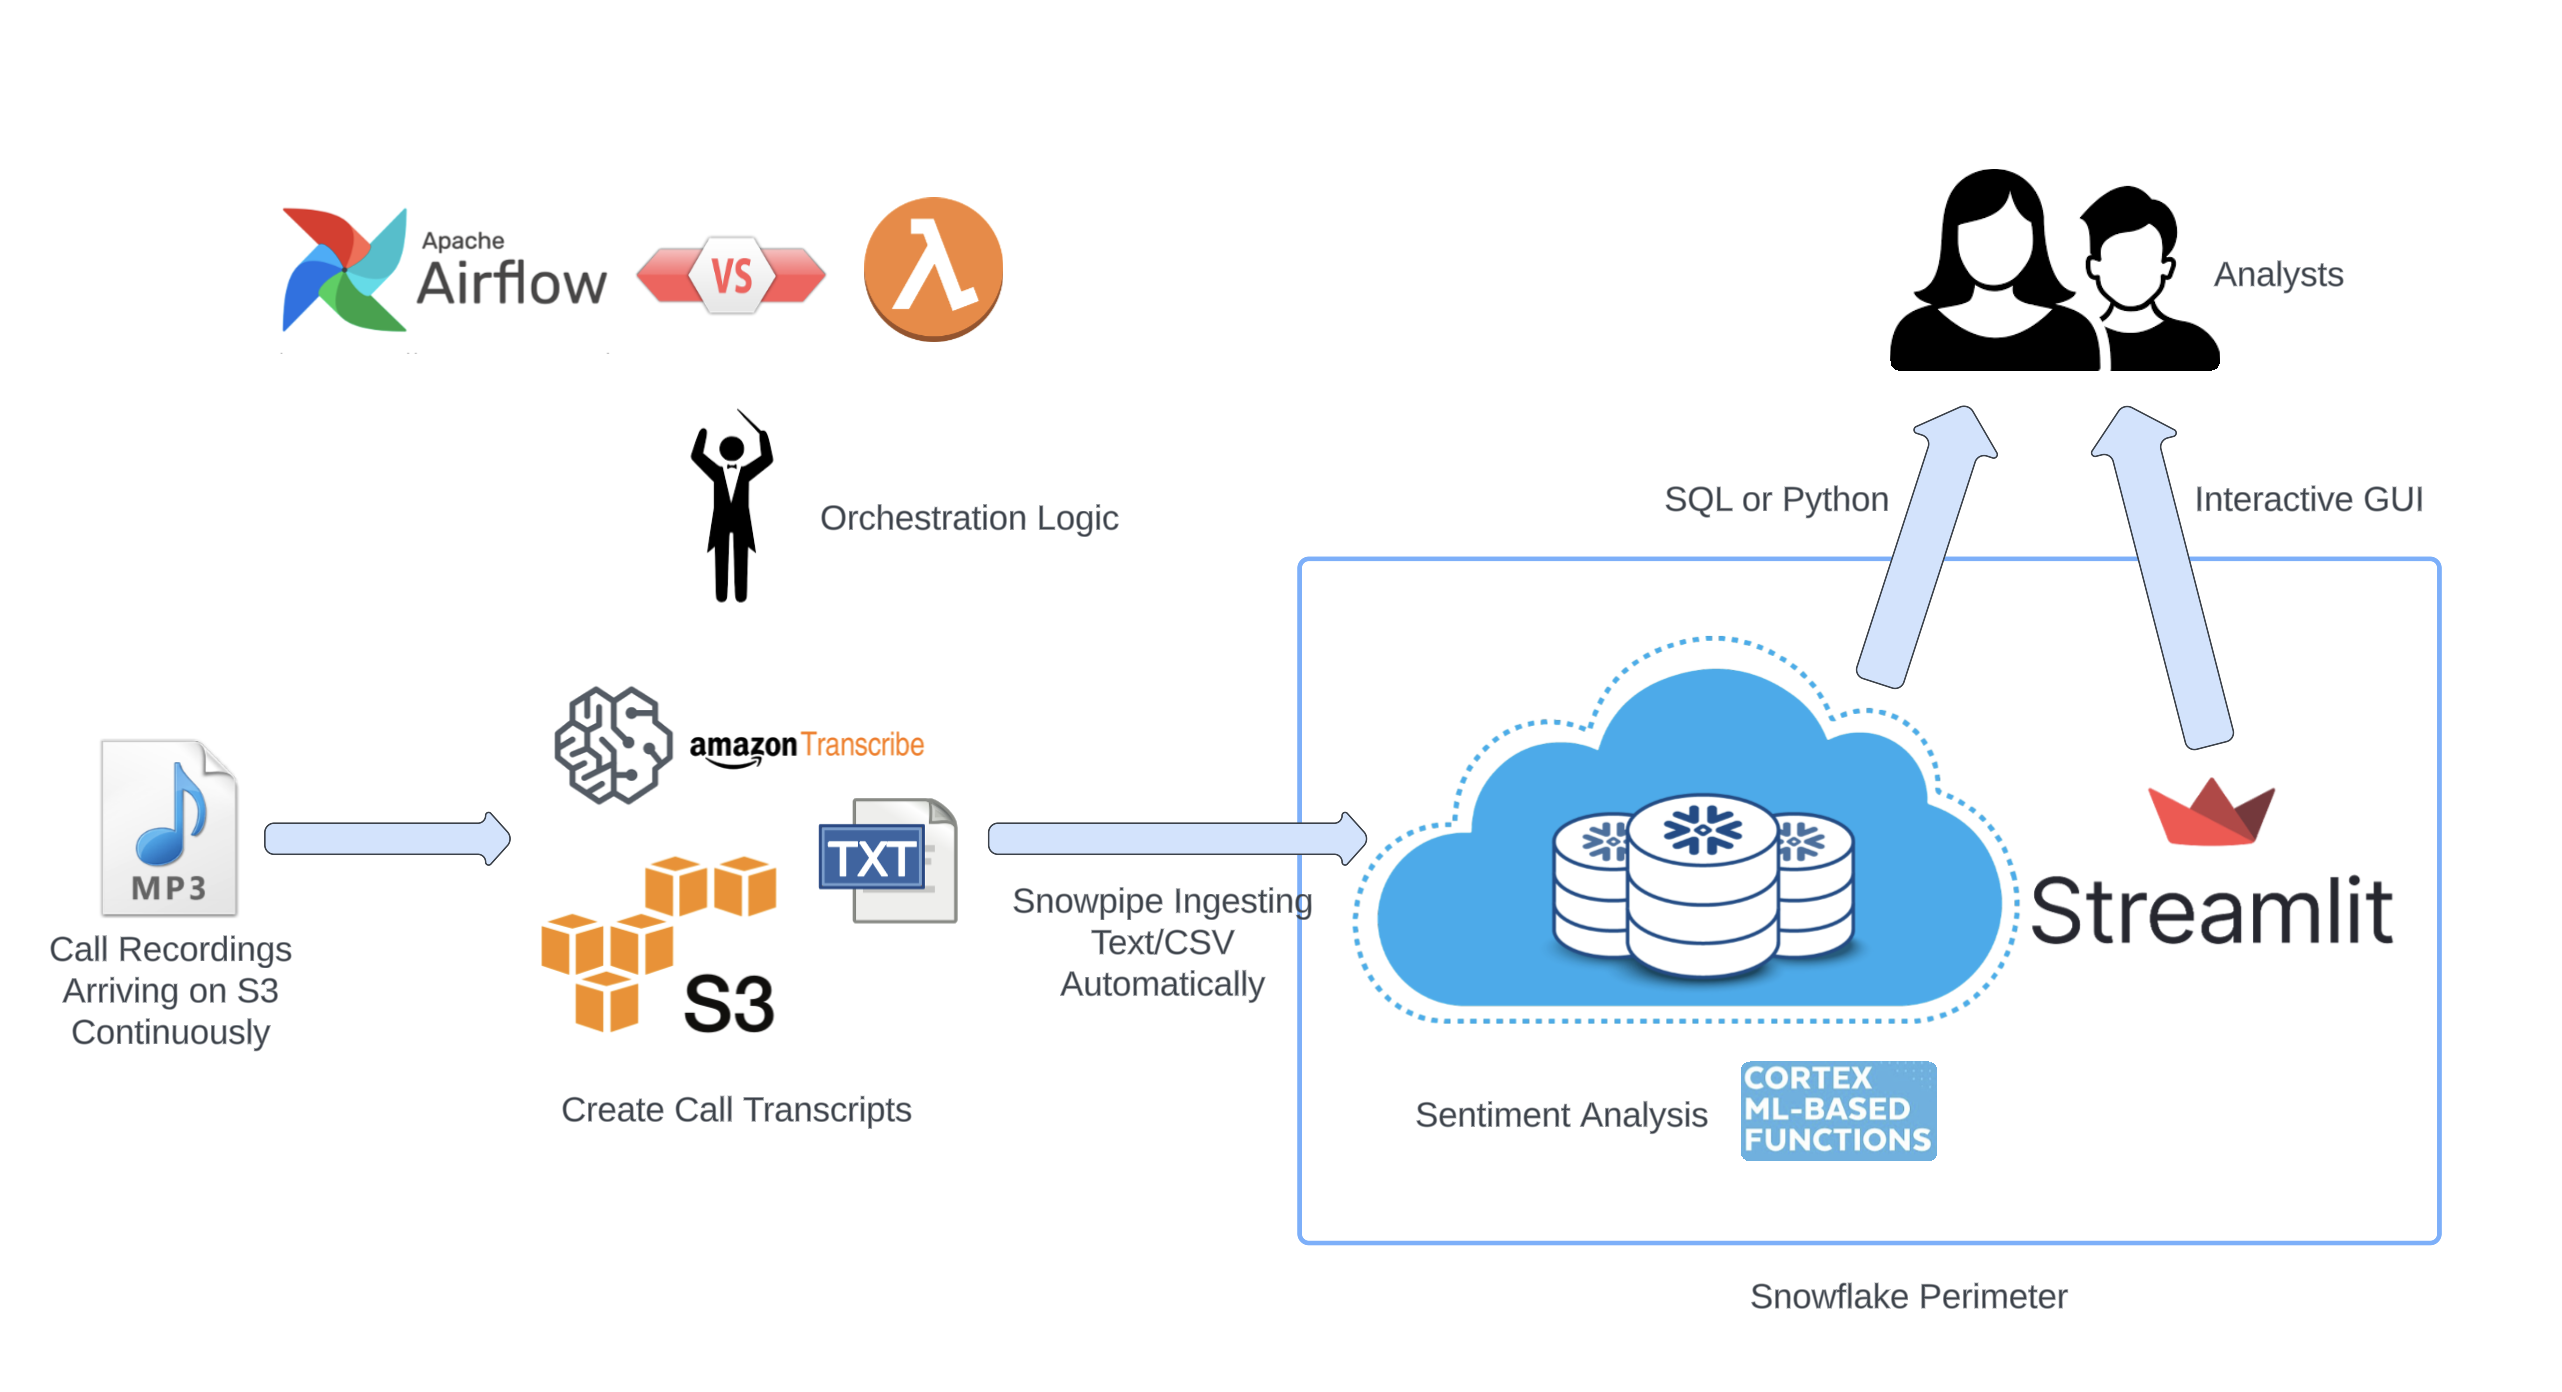 Apache
Airflow
VS
Analysts
SQL or Python
Interactive GUI
Orchestration Logic
amazon Transcribe
TXT
MP3
Call Recordings
Arriving on S3
Continuously
S3
Create Call Transcripts
Snowpipe Ingesting
Text/CSV
Automatically
Streamlit
Sentiment Analysis
CORTEX
ML-BASED
FUNCTIONS
Snowflake Perimeter